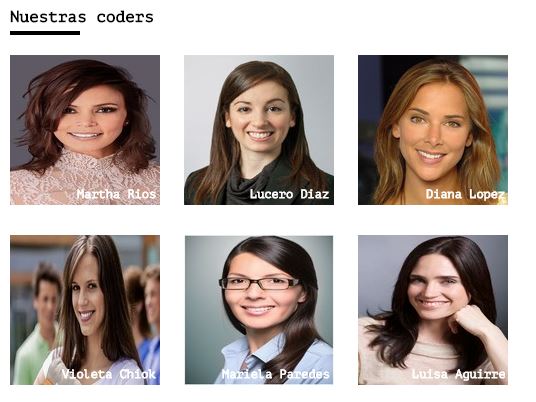 Nuestras coders
Martha Rios
Lucero Diaz
Diana Lopez
Violeta Chiok
Mariela Paredes
Luisa Aguirre